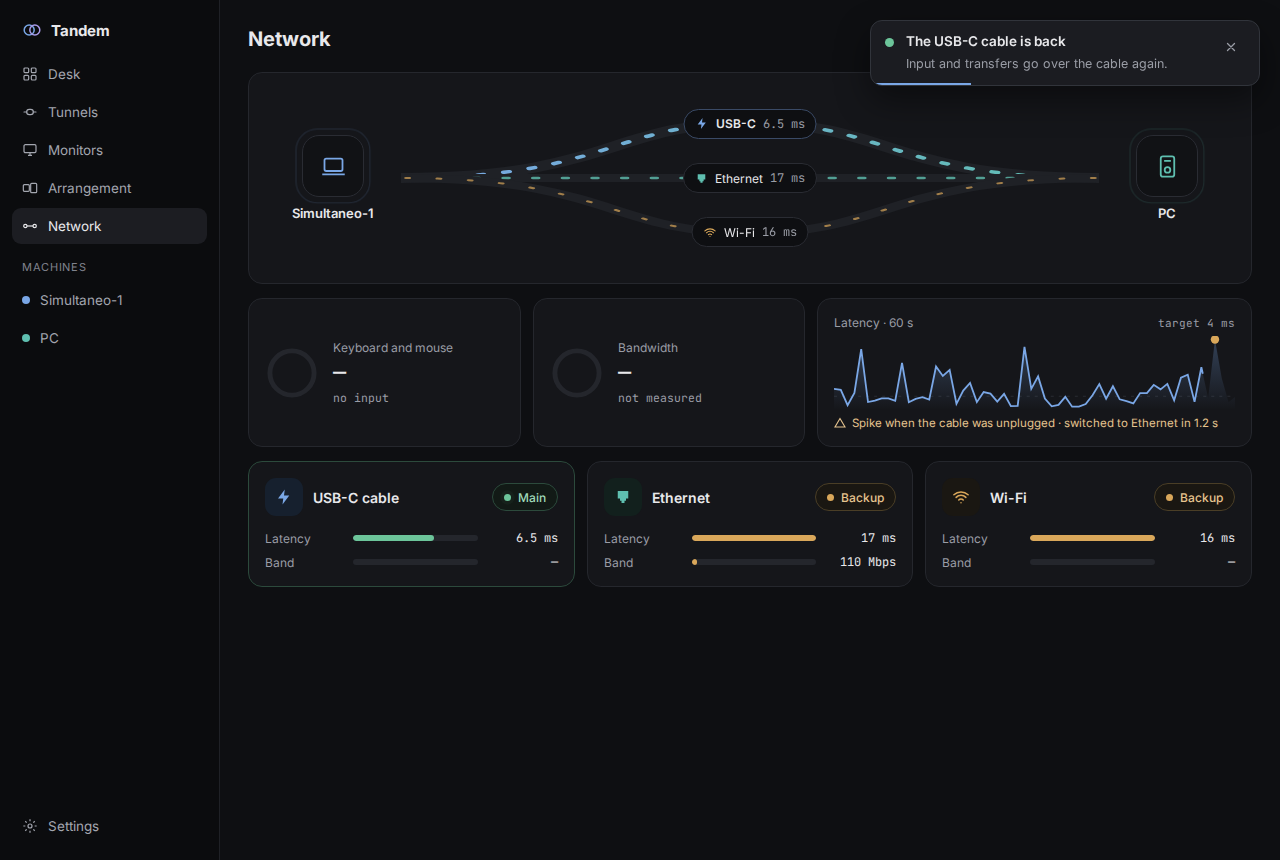 Tandem
Desk
Tunnels
Monitors
Arrangement
Network
MACHINES
Simultaneo-1
PC
Settings
Network
The USB-C cable is back
Input and transfers go over the cable again.
USB-C 6.5 ms
Ethernet 17 ms
Wi-Fi 16 ms
Simultaneo-1
PC
Keyboard and mouse
—
no input
Bandwidth
—
not measured
Latency · 60 s
target 4 ms
Spike when the cable was unplugged · switched to Ethernet in 1.2 s
USB-C cable
Main
Latency
6.5 ms
Band
—
Ethernet
Backup
Latency
17 ms
Band
110 Mbps
Wi-Fi
Backup
Latency
16 ms
Band
—